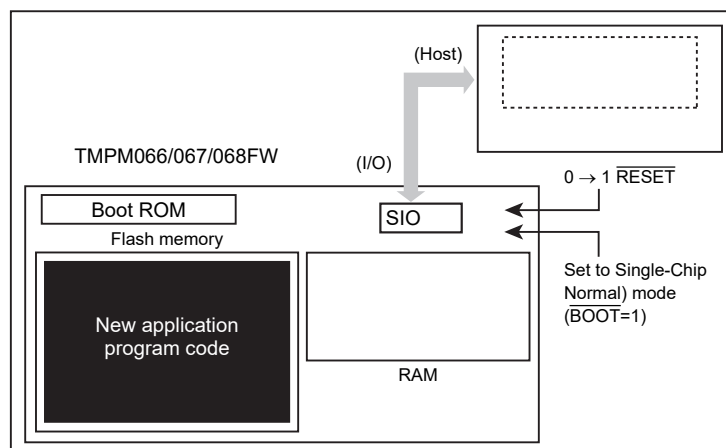 (Host)
TMPM066/067/068FW
(I/O)
0 → 1 RESET
Boot ROM
SIO
Flash memory
Set to Single-Chip
Normal) mode
(BOOT=1)
New application
program code
RAM